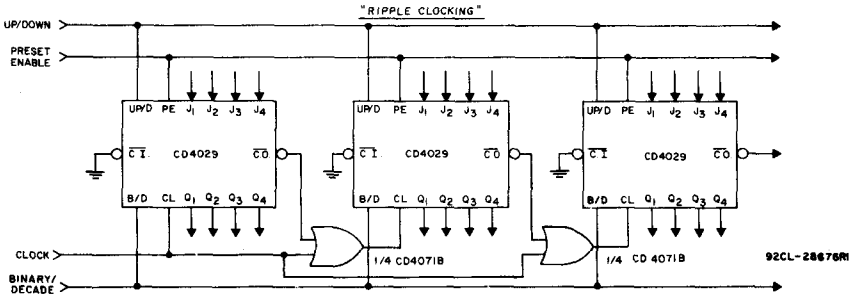 "RIPPLE CLOCKING"
UP/DOWN
PRESET
ENABLE
UP/D PE J1 J2 J3 J4
UP/D PE J1 J2 J3 J4
UP/D PE J1 J2 J3 J4
CI CD4029 CO
CI CD4029 CO
CI CD4029 CO
B/D CL Q1 Q2 Q3 Q4
B/D CL Q1 Q2 Q3 Q4
B/D CL Q1 Q2 Q3 Q4
CLOCK
1/4 CD4071B
1/4 CD 4071B
92CL-28676RI
BINARY/
DECADE